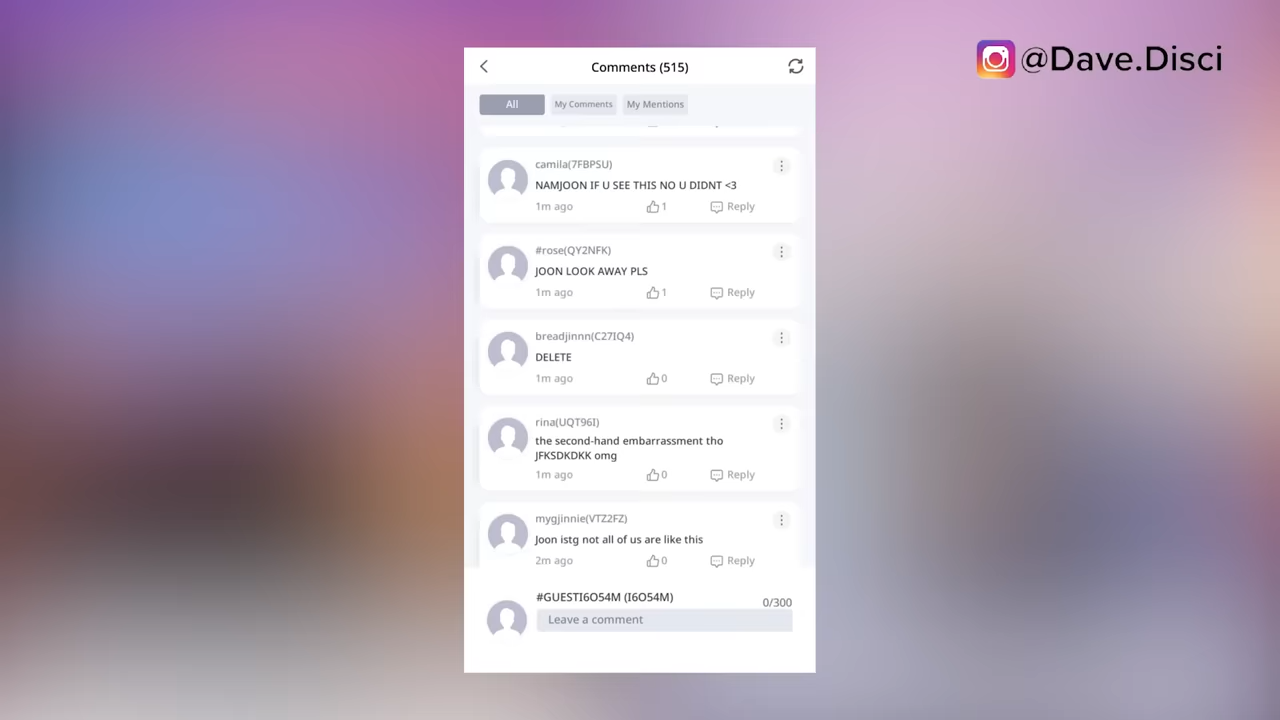 @Dave.Disci
Comments (515)
All
My Comments
My Mentions
camila(7FBPSU)
NAMJOON IF U SEE THIS NO U DIDNT <3
1m ago
1
Reply
#rose(QY2NFK)
JOON LOOK AWAY PLS
1m ago
1
Reply
breadjinnn(C27IQ4)
DELETE
1m ago
0
Reply
rina(UQT96I)
the second-hand embarrassment tho
JFKSDKDKK omg
1m ago
0
Reply
mygjinnie(VTZ2FZ)
Joon istg not all of us are like this
2m ago
0
Reply
#GUESTI6O54M (I6O54M)
0/300
Leave a comment